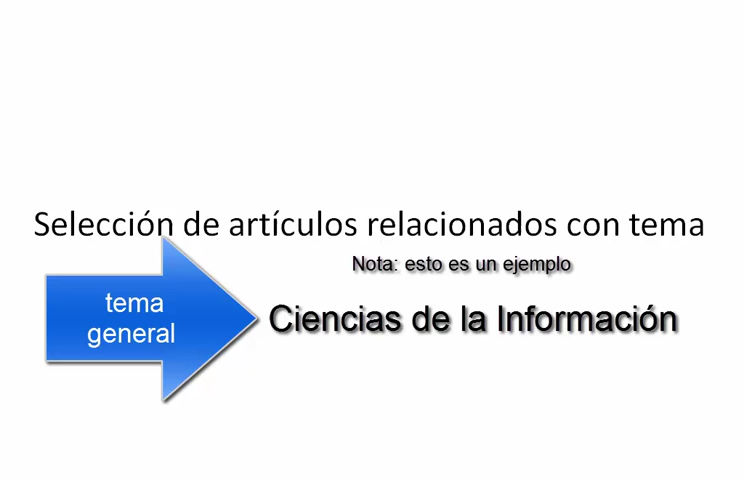 Selección de artículos relacionados con tema
Nota: esto es un ejemplo
tema
general
Ciencias de la Información